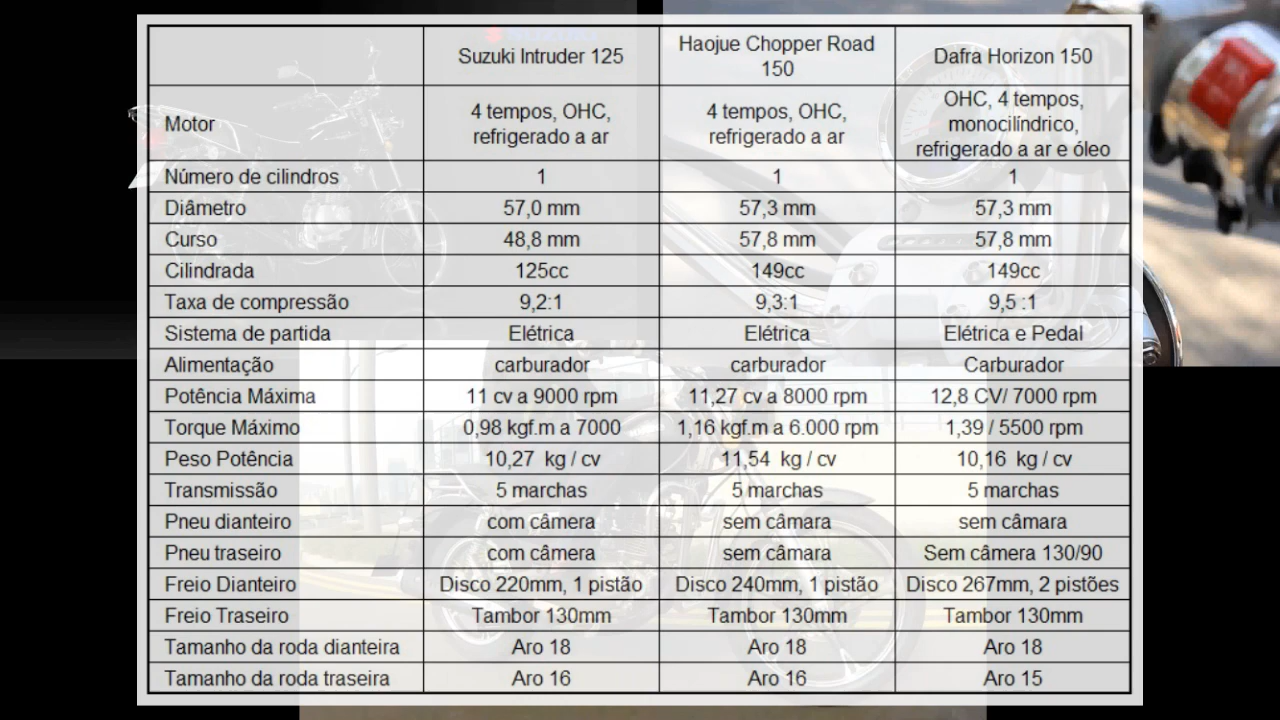 Suzuki Intruder 125
Haojue Chopper Road
150
Dafra Horizon 150
Motor
4 tempos, OHC,
refrigerado a ar
4 tempos, OHC,
refrigerado a ar
OHC, 4 tempos,
monocilíndrico,
refrigerado a ar e óleo
Número de cilindros 1 1 1
Diâmetro 57,0 mm 57,3 mm 57,3 mm
Curso 48,8 mm 57,8 mm 57,8 mm
Cilindrada 125cc 149cc 149cc
Taxa de compressão 9,2:1 9,3:1 9,5 :1
Sistema de partida Elétrica Elétrica Elétrica e Pedal
Alimentação carburador carburador Carburador
Potência Máxima 11 cv a 9000 rpm 11,27 cv a 8000 rpm 12,8 CV/ 7000 rpm
Torque Máximo 0,98 kgf.m a 7000 1,16 kgf.m a 6.000 rpm 1,39 / 5500 rpm
Peso Potência 10,27 kg / cv 11,54 kg / cv 10,16 kg / cv
Transmissão 5 marchas 5 marchas 5 marchas
Pneu dianteiro com câmera sem câmara sem câmara
Pneu traseiro com câmera sem câmara Sem câmera 130/90
Freio Dianteiro Disco 220mm, 1 pistão Disco 240mm, 1 pistão Disco 267mm, 2 pistões
Freio Traseiro Tambor 130mm Tambor 130mm Tambor 130mm
Tamanho da roda dianteira Aro 18 Aro 18 Aro 18
Tamanho da roda traseira Aro 16 Aro 16 Aro 15